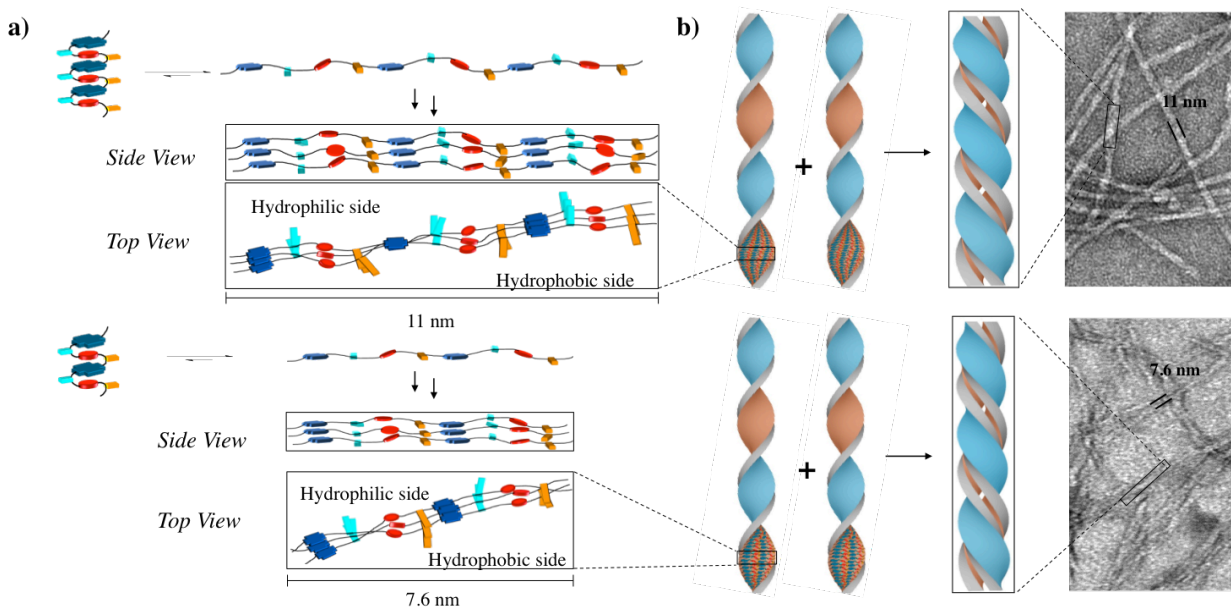 a)
b)
Side View
Top View
Hydrophilic side
Hydrophobic side
11 nm
+
11 nm
Side View
Top View
Hydrophilic side
Hydrophobic side
7.6 nm
+
7.6 nm